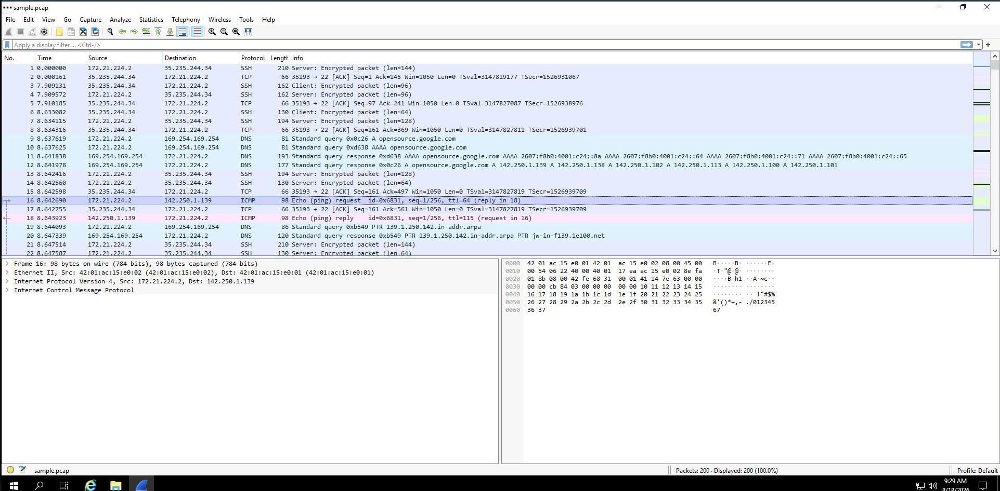 sample.pcap
File Edit View Go Capture Analyze Statistics Telephony Wireless Tools Help
Apply a display filter ... <Ctrl-/>
No. Time Source Destination Protocol Length Info
1 0.000000 172.21.224.2 35.235.244.34 SSH 210 Server: Encrypted packet (len=144)
2 0.000161 35.235.244.34 172.21.224.2 TCP 66 35193 → 22 [ACK] Seq=1 Ack=145 Win=1050 Len=0 TSval=3147819177 TSecr=1526931067
3 7.909131 35.235.244.34 172.21.224.2 SSH 162 Client: Encrypted packet (len=96)
4 7.909572 172.21.224.2 35.235.244.34 SSH 162 Server: Encrypted packet (len=96)
5 7.910185 35.235.244.34 172.21.224.2 TCP 66 35193 → 22 [ACK] Seq=97 Ack=241 Win=1050 Len=0 TSval=3147827087 TSecr=1526938976
6 8.633082 35.235.244.34 172.21.224.2 SSH 130 Client: Encrypted packet (len=64)
7 8.634115 172.21.224.2 35.235.244.34 SSH 194 Server: Encrypted packet (len=128)
8 8.634316 35.235.244.34 172.21.224.2 TCP 66 35193 → 22 [ACK] Seq=161 Ack=369 Win=1050 Len=0 TSval=3147827811 TSecr=1526939701
9 8.637619 172.21.224.2 169.254.169.254 DNS 81 Standard query 0x0c26 A opensource.google.com
10 8.637625 172.21.224.2 169.254.169.254 DNS 81 Standard query 0xd638 AAAA opensource.google.com
11 8.641838 169.254.169.254 172.21.224.2 DNS 193 Standard query response 0xd638 AAAA opensource.google.com AAAA 2607:f8b0:4001:c24::8a AAAA 2607:f8b0:4001:c24::64 AAAA 2607:f8b0:4001:c24::71 AAAA 2607:f8b0:4001:c24::65
12 8.641978 169.254.169.254 172.21.224.2 DNS 177 Standard query response 0x0c26 A opensource.google.com A 142.250.1.139 A 142.250.1.138 A 142.250.1.102 A 142.250.1.113 A 142.250.1.100 A 142.250.1.101
13 8.642416 172.21.224.2 35.235.244.34 SSH 194 Server: Encrypted packet (len=128)
14 8.642560 172.21.224.2 35.235.244.34 SSH 130 Server: Encrypted packet (len=64)
15 8.642598 35.235.244.34 172.21.224.2 TCP 66 35193 → 22 [ACK] Seq=161 Ack=497 Win=1050 Len=0 TSval=3147827819 TSecr=1526939709
16 8.642690 172.21.224.2 142.250.1.139 ICMP 98 Echo (ping) request id=0x6831, seq=1/256, ttl=64 (reply in 18)
17 8.642755 35.235.244.34 172.21.224.2 TCP 66 35193 → 22 [ACK] Seq=161 Ack=561 Win=1050 Len=0 TSval=3147827819 TSecr=1526939709
18 8.643923 142.250.1.139 172.21.224.2 ICMP 98 Echo (ping) reply id=0x6831, seq=1/256, ttl=115 (request in 16)
19 8.644093 172.21.224.2 169.254.169.254 DNS 86 Standard query 0xb549 PTR 139.1.250.142.in-addr.arpa
20 8.647339 169.254.169.254 172.21.224.2 DNS 120 Standard query response 0xb549 PTR 139.1.250.142.in-addr.arpa PTR jw-in-f139.1e100.net
21 8.647514 172.21.224.2 35.235.244.34 SSH 210 Server: Encrypted packet (len=144)
22 8.647587 172.21.224.2 35.235.244.34 SSH 130 Server: Encrypted packet (len=64)
Frame 16: 98 bytes on wire (784 bits), 98 bytes captured (784 bits)
Ethernet II, Src: 42:01:ac:15:e0:02 (42:01:ac:15:e0:02), Dst: 42:01:ac:15:e0:01 (42:01:ac:15:e0:01)
Internet Protocol Version 4, Src: 172.21.224.2, Dst: 142.250.1.139
Internet Control Message Protocol
0000 42 01 ac 15 e0 01 42 01 ac 15 e0 02 08 00 45 00 B·····B· ······E·
0010 00 54 06 22 40 00 40 01 17 ea ac 15 e0 02 8e fa ·T·"@·@· ········
0020 01 8b 08 00 42 fe 68 31 00 01 41 14 7e 63 00 00 ····B·h1 ··A·~c··
0030 00 00 cb 84 03 00 00 00 00 00 10 11 12 13 14 15 ········ ········
0040 16 17 18 19 1a 1b 1c 1d 1e 1f 20 21 22 23 24 25 ········ ·· !"#$%
0050 26 27 28 29 2a 2b 2c 2d 2e 2f 30 31 32 33 34 35 &'()*+,- ./012345
0060 36 37 67
sample.pcap Packets: 200 · Displayed: 200 (100.0%) Profile: Default
9:29 AM
8/18/2026